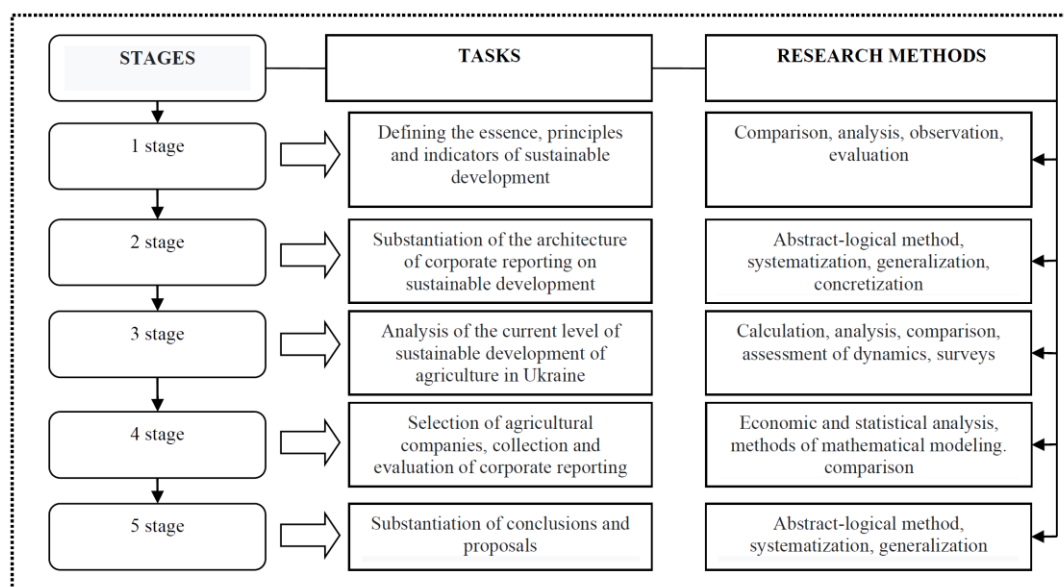 STAGES
TASKS
RESEARCH METHODS
1 stage
Defining the essence, principles
and indicators of sustainable
development
Comparison, analysis, observation,
evaluation
2 stage
Substantiation of the architecture
of corporate reporting on
sustainable development
Abstract-logical method,
systematization, generalization,
concretization
3 stage
Analysis of the current level of
sustainable development of
agriculture in Ukraine
Calculation, analysis, comparison,
assessment of dynamics, surveys
4 stage
Selection of agricultural
companies, collection and
evaluation of corporate reporting
Economic and statistical analysis,
methods of mathematical modeling.
comparison
5 stage
Substantiation of conclusions and
proposals
Abstract-logical method,
systematization, generalization